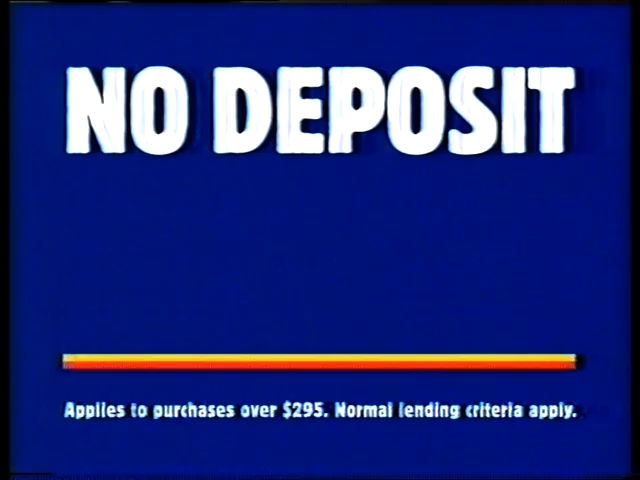 NO DEPOSIT
Applies to purchases over $295. Normal lending criteria apply.